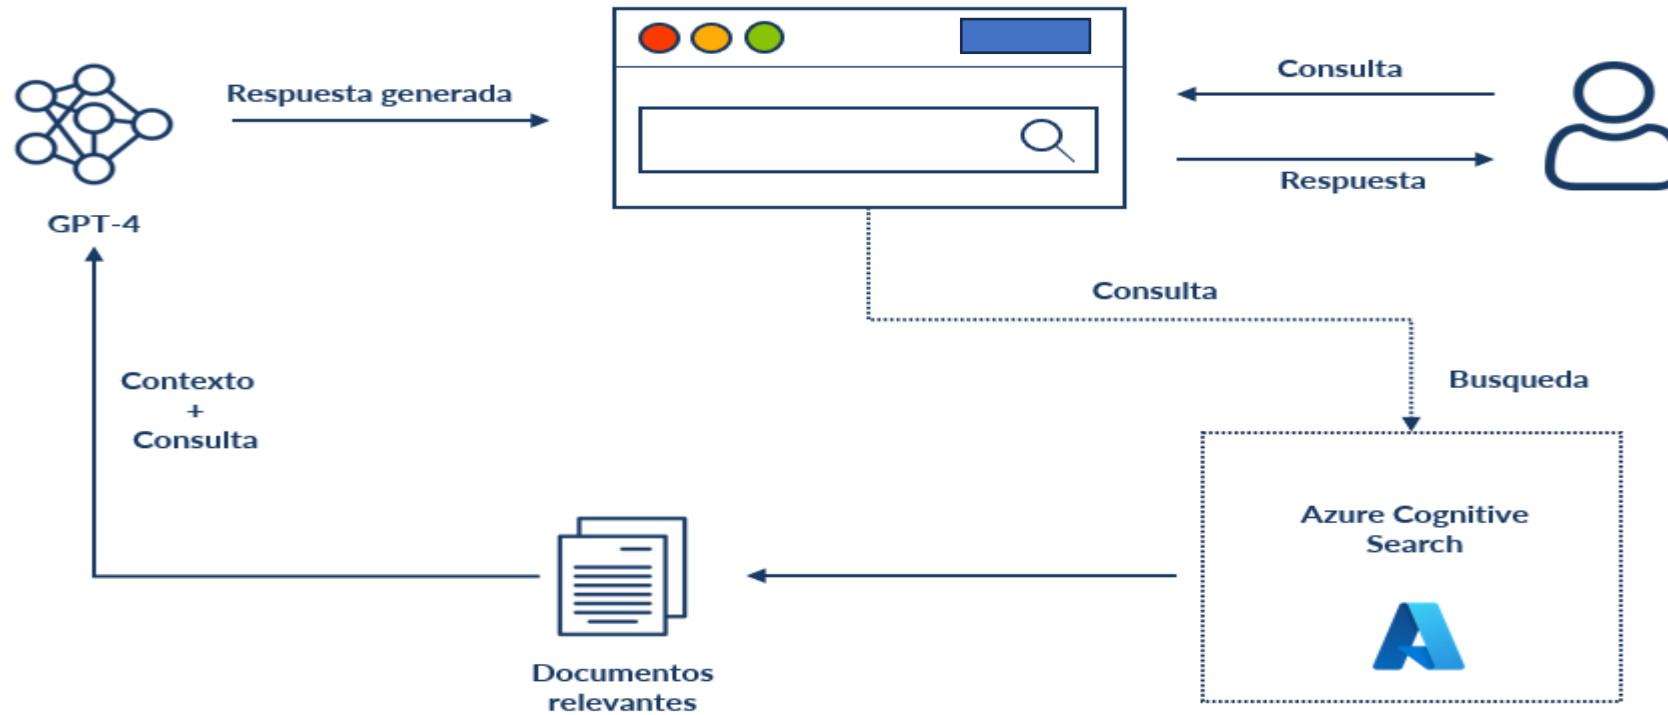 Respuesta generada
Consulta
Respuesta
GPT-4
Consulta
Busqueda
Contexto
+
Consulta
Azure Cognitive
Search
Documentos
relevantes